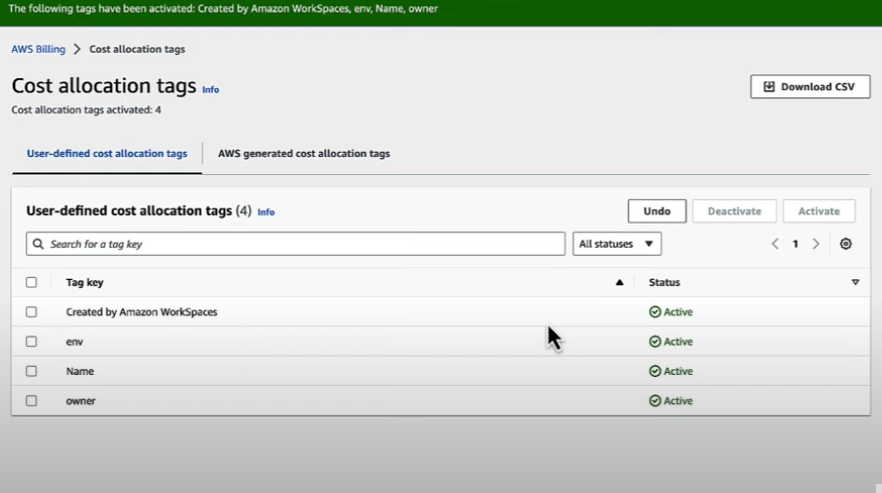 The following tags have been activated: Created by Amazon WorkSpaces, env, Name, owner
AWS Billing > Cost allocation tags
Cost allocation tags Info
Download CSV
Cost allocation tags activated: 4
User-defined cost allocation tags
AWS generated cost allocation tags
User-defined cost allocation tags (4) Info
Undo
Deactivate
Activate
Search for a tag key
All statuses
1
Tag key
Status
Created by Amazon WorkSpaces
Active
env
Active
Name
Active
owner
Active